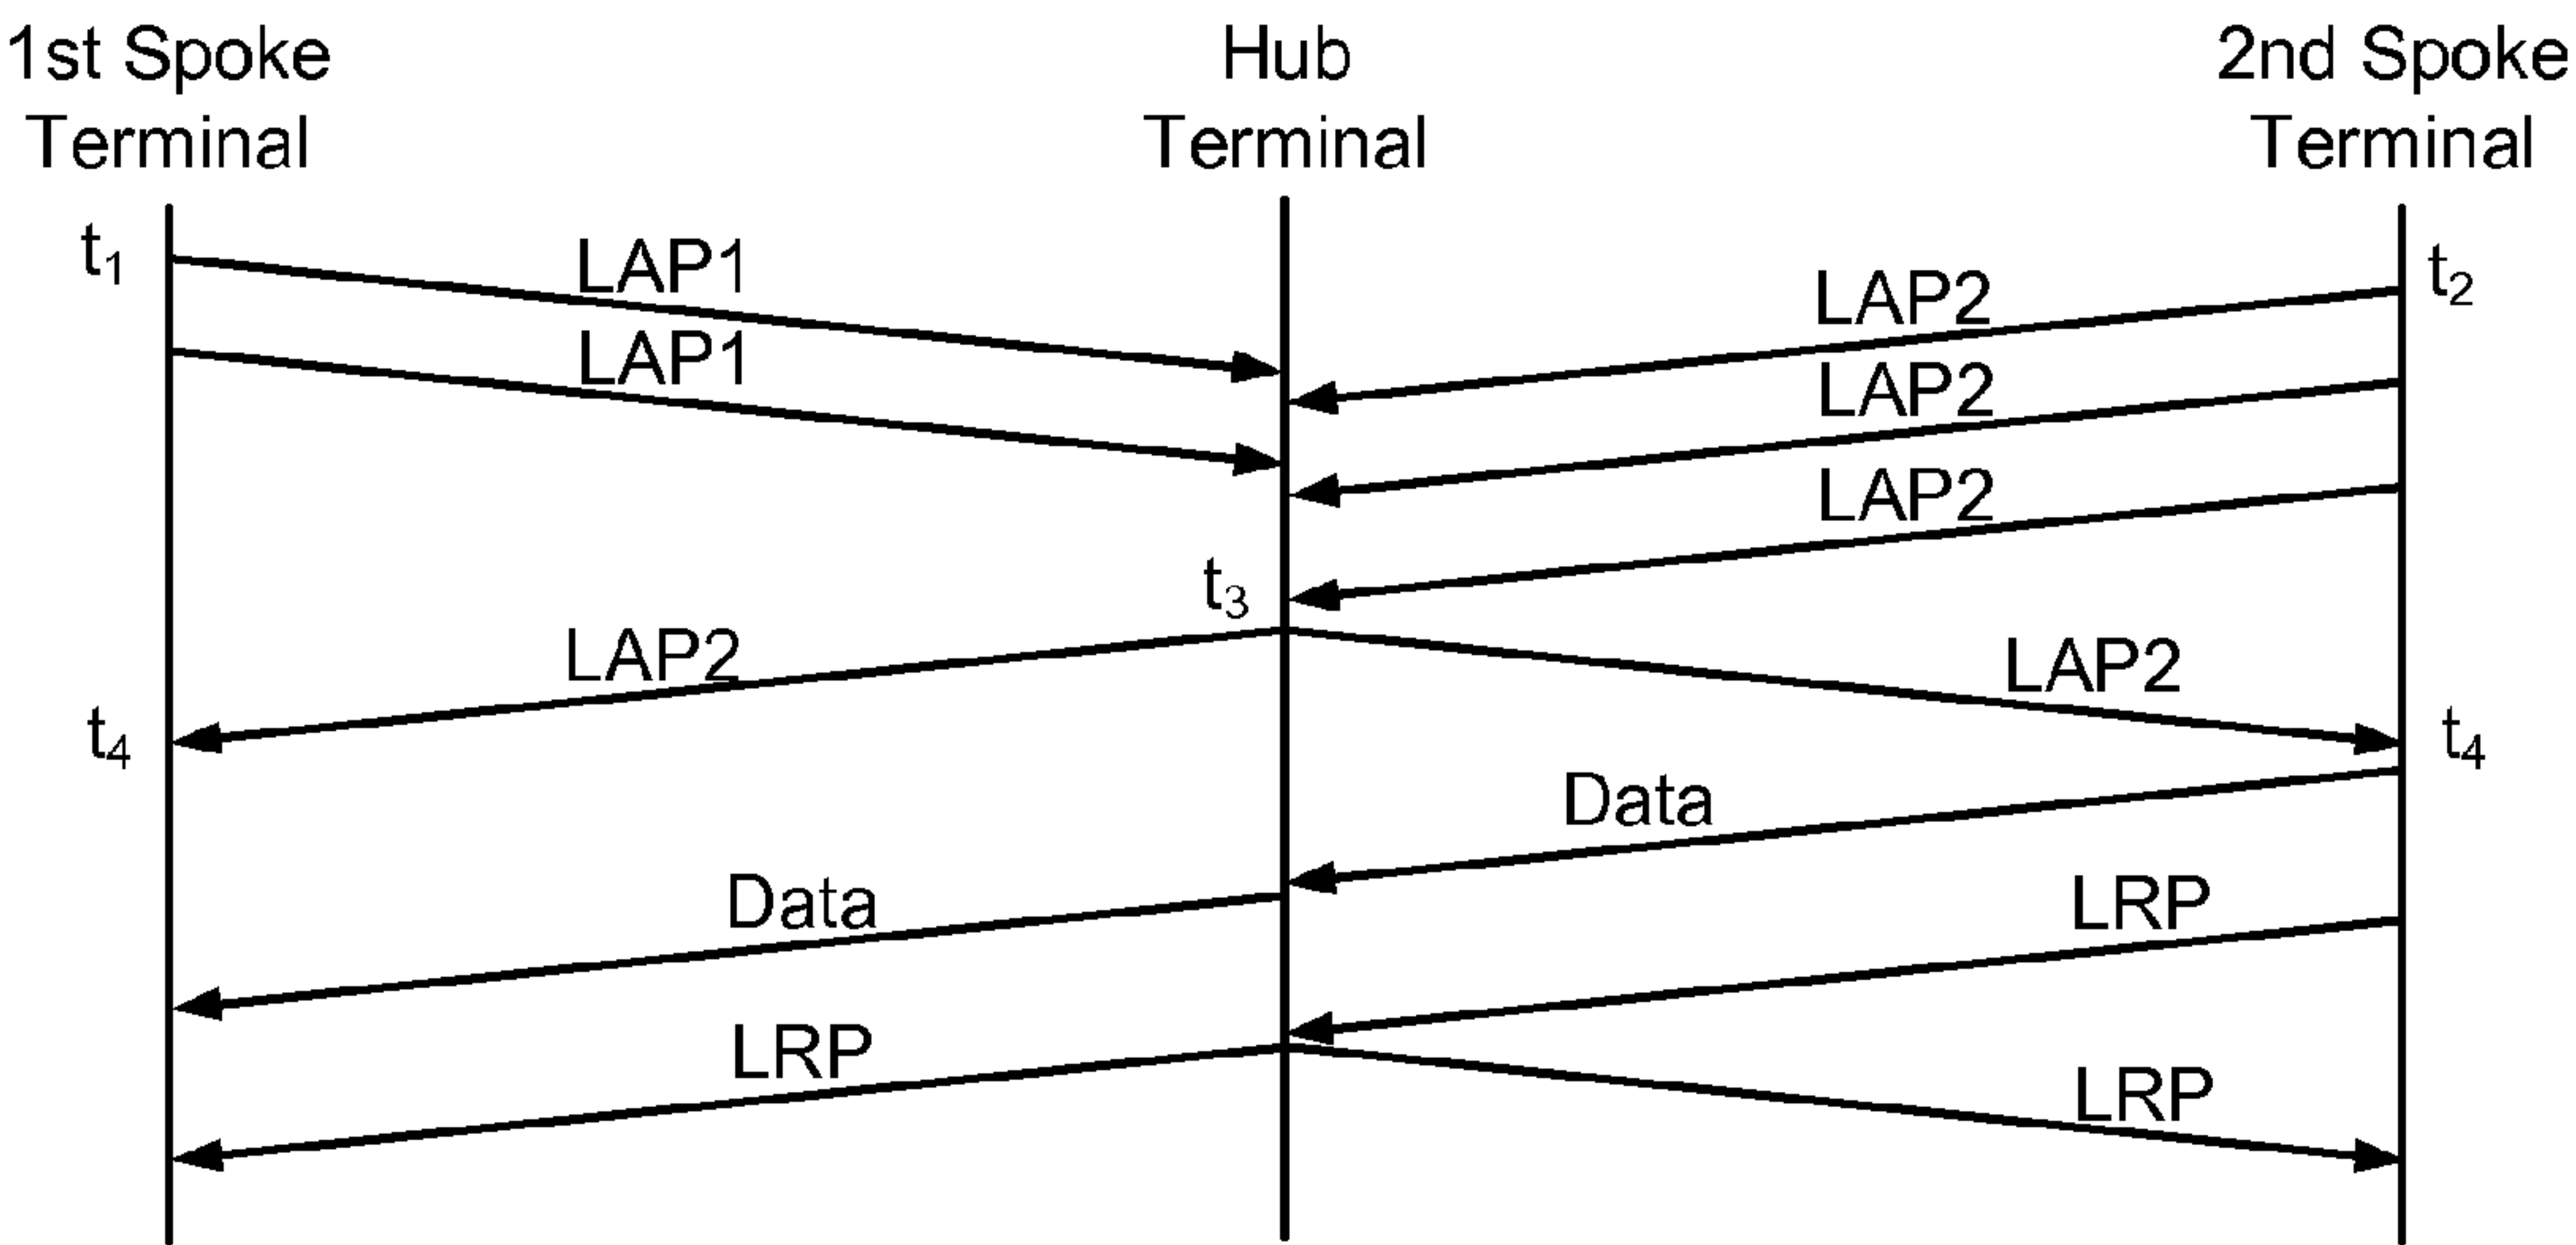 1st Spoke
Terminal
Hub
Terminal
2nd Spoke
Terminal
t₁
LAP1
LAP2
t₂
LAP1
LAP2
LAP2
t₃
LAP2
LAP2
t₄
t₄
Data
Data
LRP
LRP
LRP